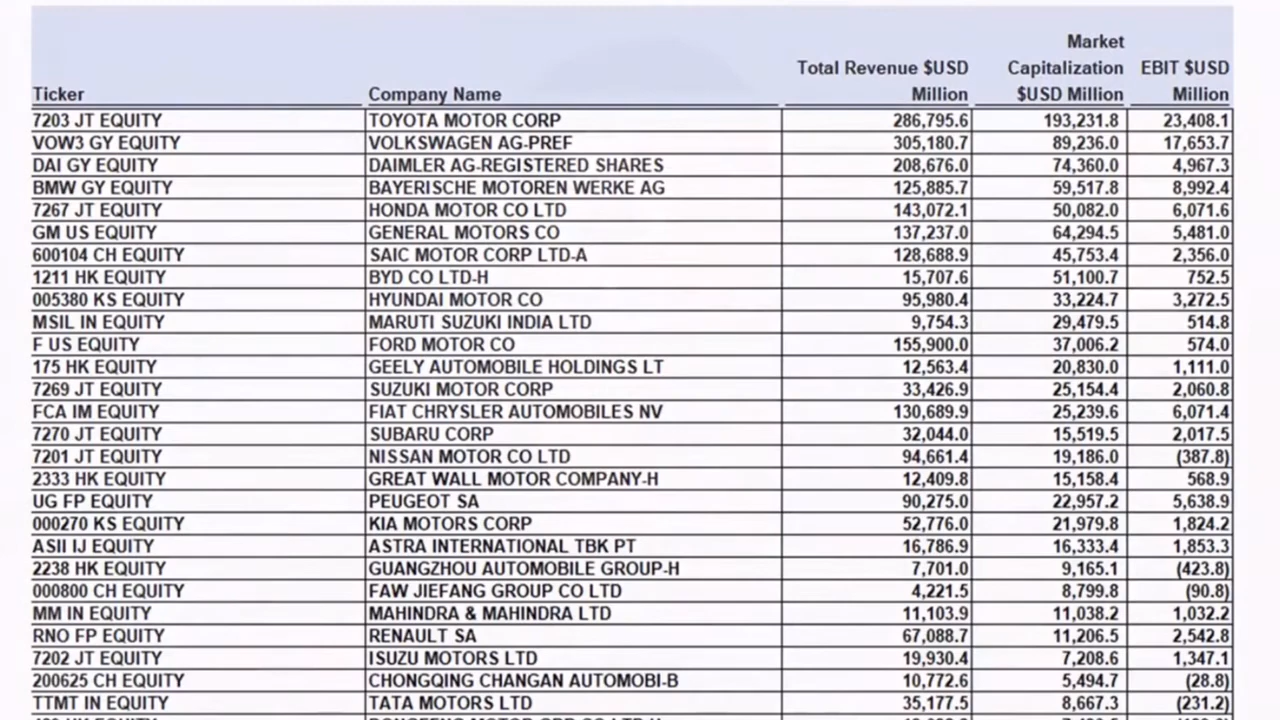 Market
Total Revenue $USD Capitalization EBIT $USD
Ticker Company Name Million $USD Million Million
7203 JT EQUITY TOYOTA MOTOR CORP 286,795.6 193,231.8 23,408.1
VOW3 GY EQUITY VOLKSWAGEN AG-PREF 305,180.7 89,236.0 17,653.7
DAI GY EQUITY DAIMLER AG-REGISTERED SHARES 208,676.0 74,360.0 4,967.3
BMW GY EQUITY BAYERISCHE MOTOREN WERKE AG 125,885.7 59,517.8 8,992.4
7267 JT EQUITY HONDA MOTOR CO LTD 143,072.1 50,082.0 6,071.6
GM US EQUITY GENERAL MOTORS CO 137,237.0 64,294.5 5,481.0
600104 CH EQUITY SAIC MOTOR CORP LTD-A 128,688.9 45,753.4 2,356.0
1211 HK EQUITY BYD CO LTD-H 15,707.6 51,100.7 752.5
005380 KS EQUITY HYUNDAI MOTOR CO 95,980.4 33,224.7 3,272.5
MSIL IN EQUITY MARUTI SUZUKI INDIA LTD 9,754.3 29,479.5 514.8
F US EQUITY FORD MOTOR CO 155,900.0 37,006.2 574.0
175 HK EQUITY GEELY AUTOMOBILE HOLDINGS LT 12,563.4 20,830.0 1,111.0
7269 JT EQUITY SUZUKI MOTOR CORP 33,426.9 25,154.4 2,060.8
FCA IM EQUITY FIAT CHRYSLER AUTOMOBILES NV 130,689.9 25,239.6 6,071.4
7270 JT EQUITY SUBARU CORP 32,044.0 15,519.5 2,017.5
7201 JT EQUITY NISSAN MOTOR CO LTD 94,661.4 19,186.0 (387.8)
2333 HK EQUITY GREAT WALL MOTOR COMPANY-H 12,409.8 15,158.4 568.9
UG FP EQUITY PEUGEOT SA 90,275.0 22,957.2 5,638.9
000270 KS EQUITY KIA MOTORS CORP 52,776.0 21,979.8 1,824.2
ASII IJ EQUITY ASTRA INTERNATIONAL TBK PT 16,786.9 16,333.4 1,853.3
2238 HK EQUITY GUANGZHOU AUTOMOBILE GROUP-H 7,701.0 9,165.1 (423.8)
000800 CH EQUITY FAW JIEFANG GROUP CO LTD 4,221.5 8,799.8 (90.8)
MM IN EQUITY MAHINDRA & MAHINDRA LTD 11,103.9 11,038.2 1,032.2
RNO FP EQUITY RENAULT SA 67,088.7 11,206.5 2,542.8
7202 JT EQUITY ISUZU MOTORS LTD 19,930.4 7,208.6 1,347.1
200625 CH EQUITY CHONGQING CHANGAN AUTOMOBI-B 10,772.6 5,494.7 (28.8)
TTMT IN EQUITY TATA MOTORS LTD 35,177.5 8,667.3 (231.2)